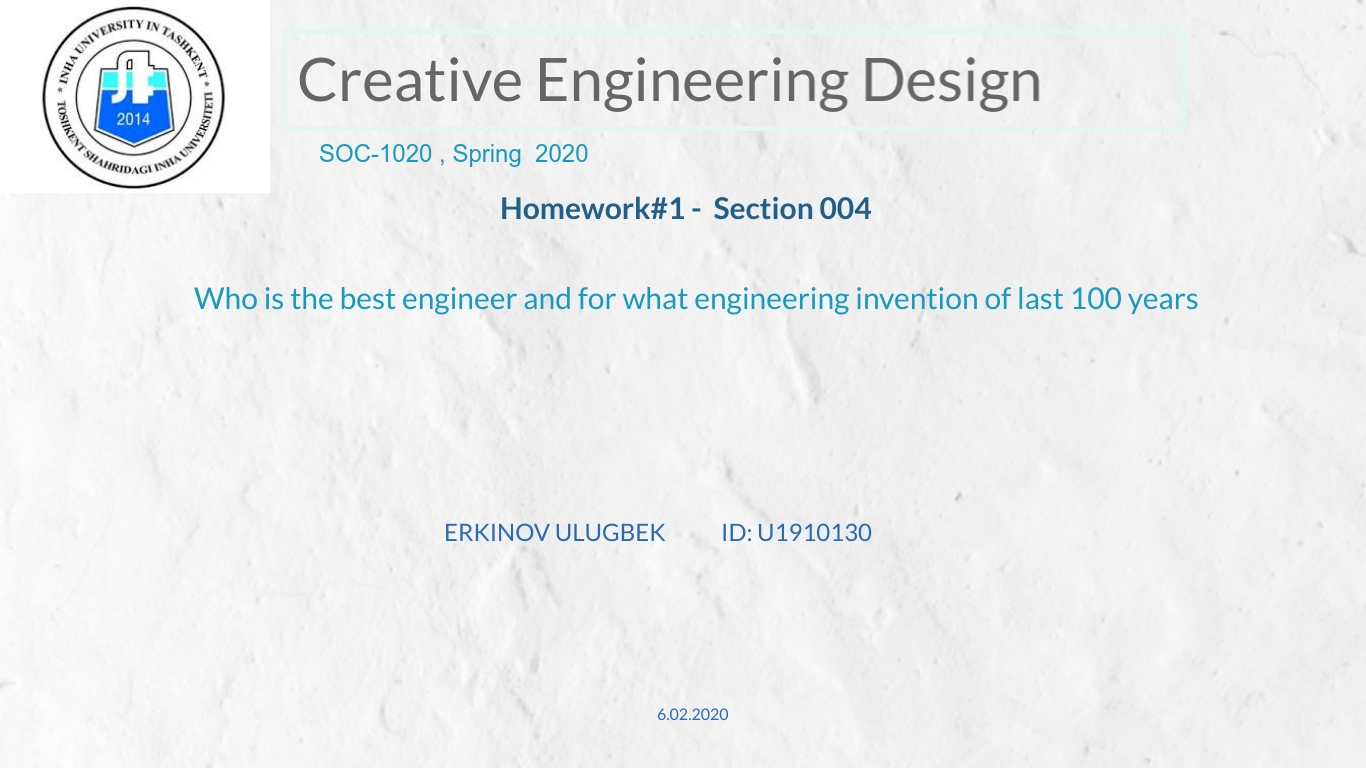 * INHA UNIVERSITY IN TASHKENT *
TOSHKENT SHAHRIDAGI INHA UNIVERSITETI
2014
Creative Engineering Design
SOC-1020 , Spring 2020
Homework#1 - Section 004
Who is the best engineer and for what engineering invention of last 100 years
ERKINOV ULUGBEK ID: U1910130
6.02.2020